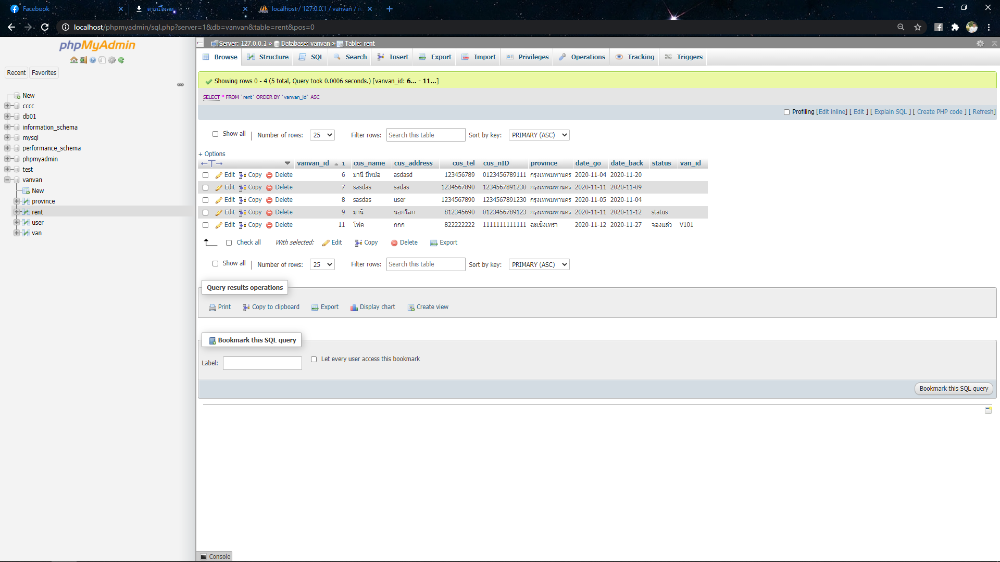 Facebook
ดาวน์โหลด
localhost / 127.0.0.1 / vanvan / re
localhost/phpmyadmin/sql.php?server=1&db=vanvan&table=rent&pos=0
phpMyAdmin
Recent Favorites
New
cccc
db01
information_schema
mysql
performance_schema
phpmyadmin
test
vanvan
New
province
rent
user
van
Server: 127.0.0.1 » Database: vanvan » Table: rent
Browse Structure SQL Search Insert Export Import Privileges Operations Tracking Triggers
Showing rows 0 - 4 (5 total, Query took 0.0006 seconds.) [vanvan_id: 6... - 11...]
SELECT * FROM `rent` ORDER BY `vanvan_id` ASC
Profiling [Edit inline] [ Edit ] [ Explain SQL ] [ Create PHP code ] [ Refresh]
Show all | Number of rows: 25 Filter rows: Search this table Sort by key: PRIMARY (ASC)
+ Options
←T→ vanvan_id 1 cus_name cus_address cus_tel cus_nID province date_go date_back status van_id
Edit Copy Delete 6 มานี มีหม้อ asdasd 123456789 0123456789111 กรุงเทพมหานคร 2020-11-04 2020-11-20
Edit Copy Delete 7 sasdas sadas 1234567890 1234567891230 กรุงเทพมหานคร 2020-11-11 2020-11-09
Edit Copy Delete 8 sasdas user 1234567890 1234567891230 กรุงเทพมหานคร 2020-11-05 2020-11-04
Edit Copy Delete 9 มานี นอกโลก 812345690 0123456789123 กรุงเทพมหานคร 2020-11-11 2020-11-12 status
Edit Copy Delete 11 โฟค กกก 822222222 1111111111111 ฉะเชิงเทรา 2020-11-12 2020-11-27 จองแล้ว V101
Check all With selected: Edit Copy Delete Export
Show all | Number of rows: 25 Filter rows: Search this table Sort by key: PRIMARY (ASC)
Query results operations
Print Copy to clipboard Export Display chart Create view
Bookmark this SQL query
Label: Let every user access this bookmark
Bookmark this SQL query
Console